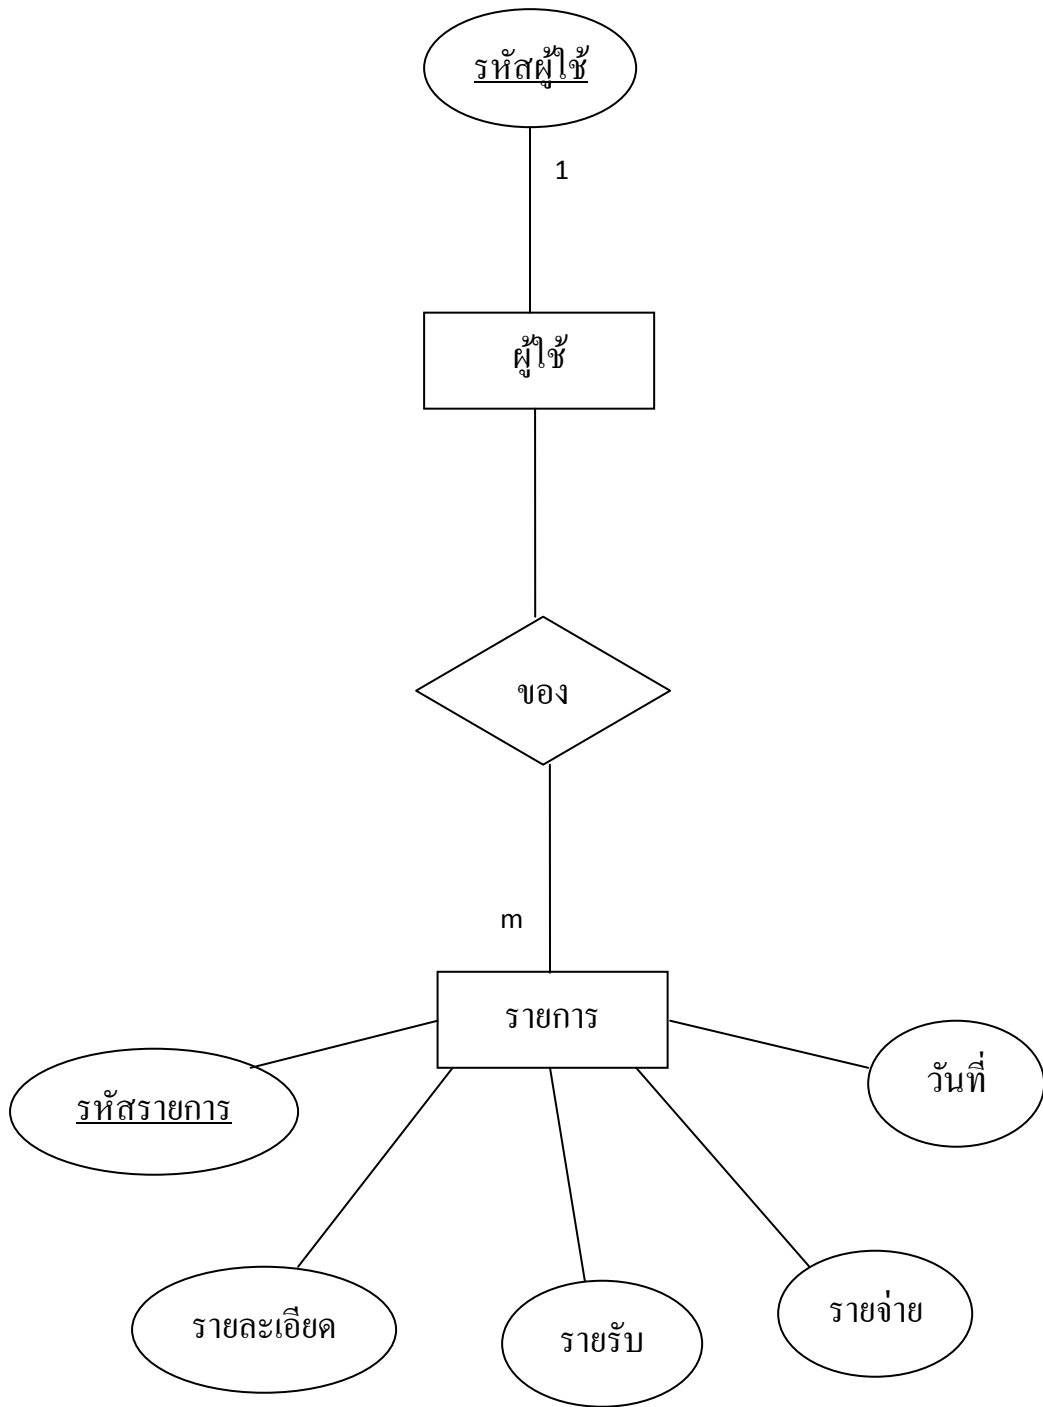 รหัสผู้ใช้
1
ผู้ใช้
ของ
m
รายการ
วันที่
รหัสรายการ
รายจ่าย
รายละเอียด
รายรับ